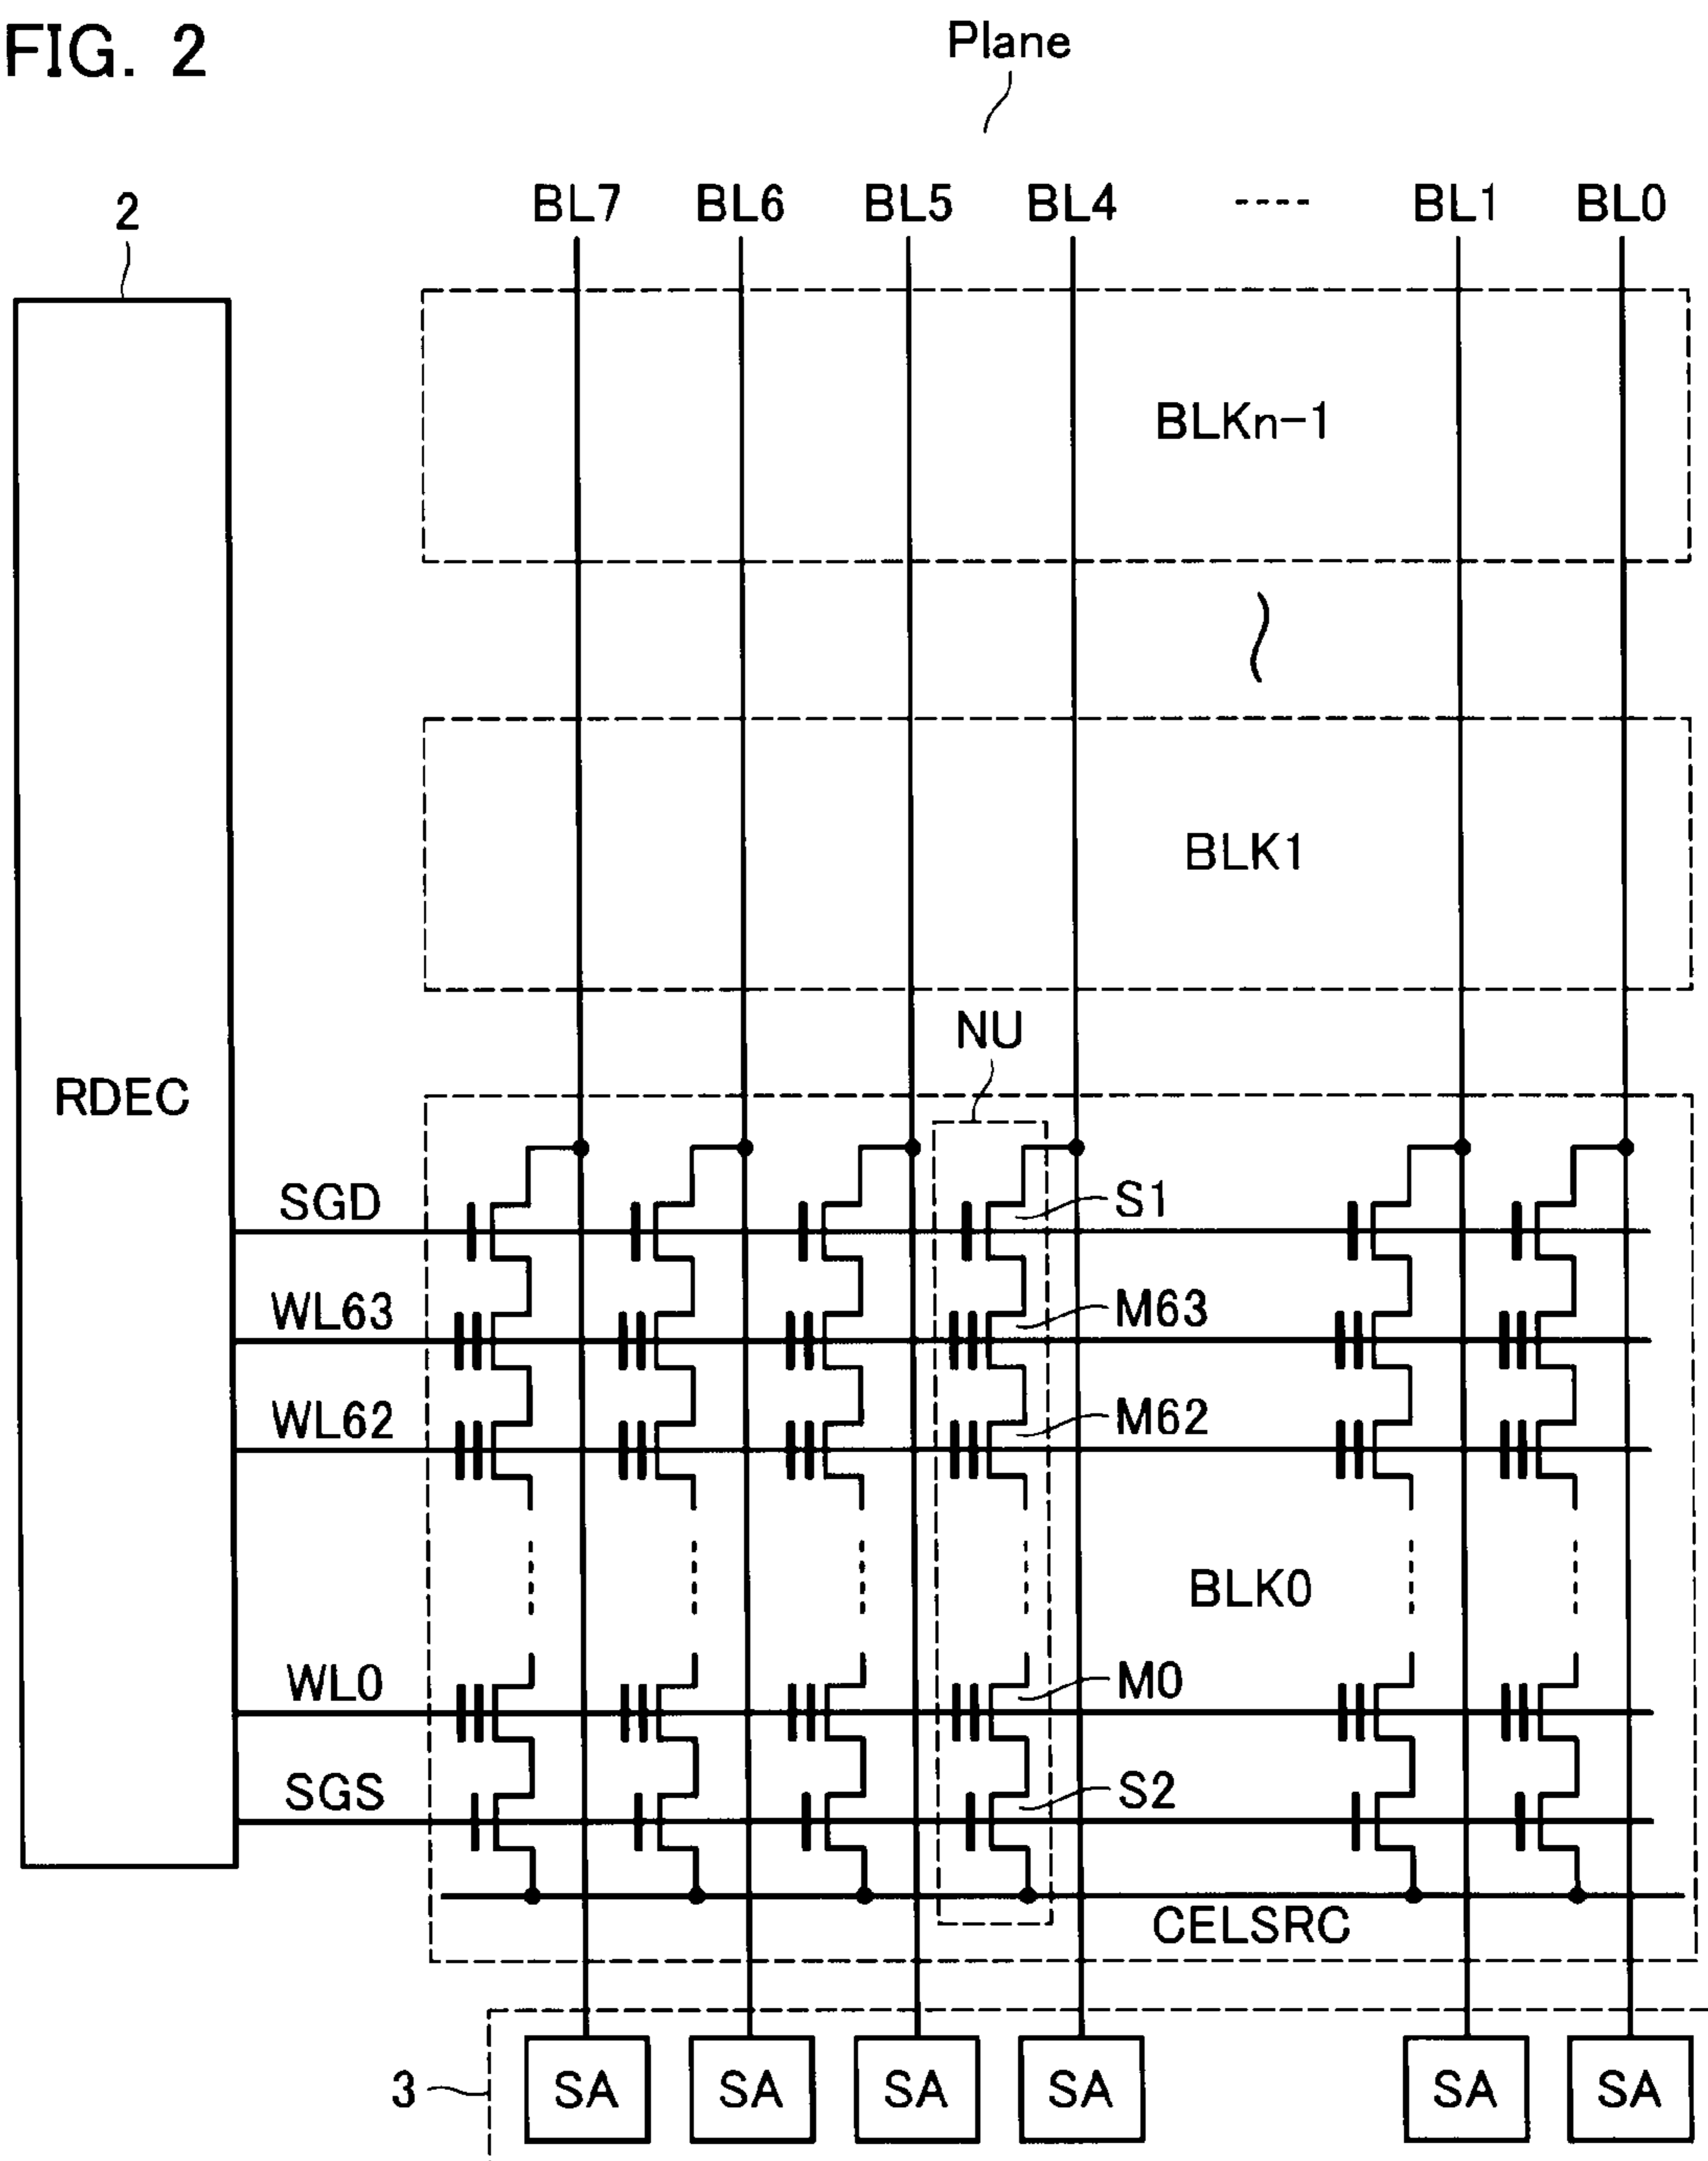 FIG. 2
Plane
2
BL7 BL6 BL5 BL4 ---- BL1 BL0
BLKn-1
BLK1
NU
RDEC
SGD S1
WL63 M63
WL62 M62
BLK0
WL0 M0
SGS S2
CELSRC
3 SA SA SA SA SA SA